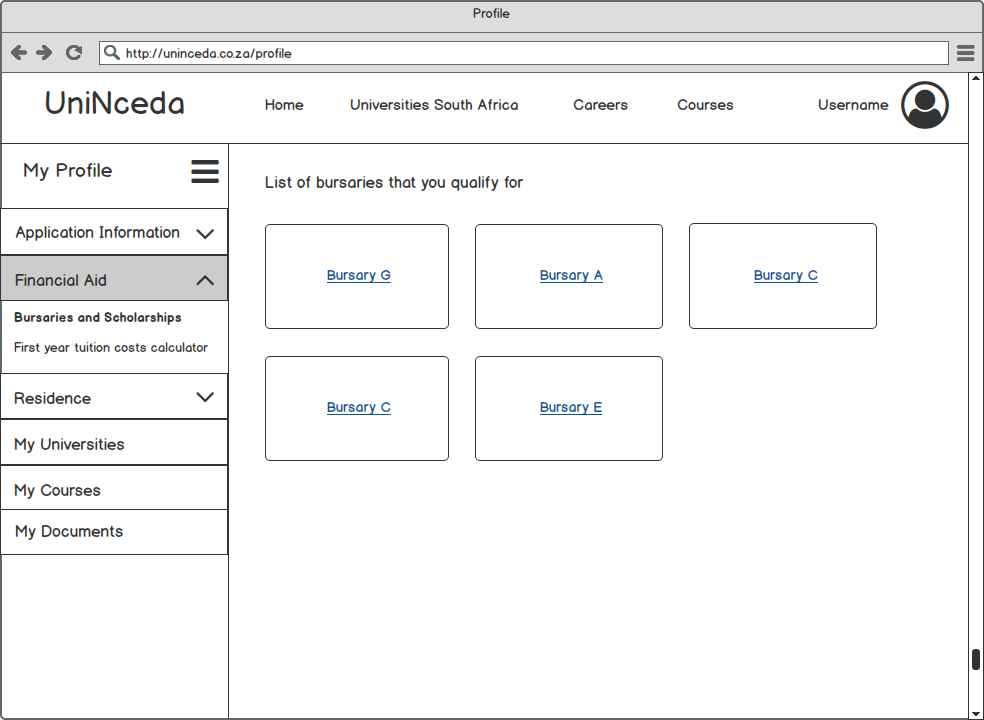 Profile
http://uninceda.co.za/profile
UniNceda
Home Universities South Africa Careers Courses Username
My Profile
Application Information
Financial Aid
Bursaries and Scholarships
First year tuition costs calculator
Residence
My Universities
My Courses
My Documents
List of bursaries that you qualify for
Bursary G Bursary A Bursary C
Bursary C Bursary E